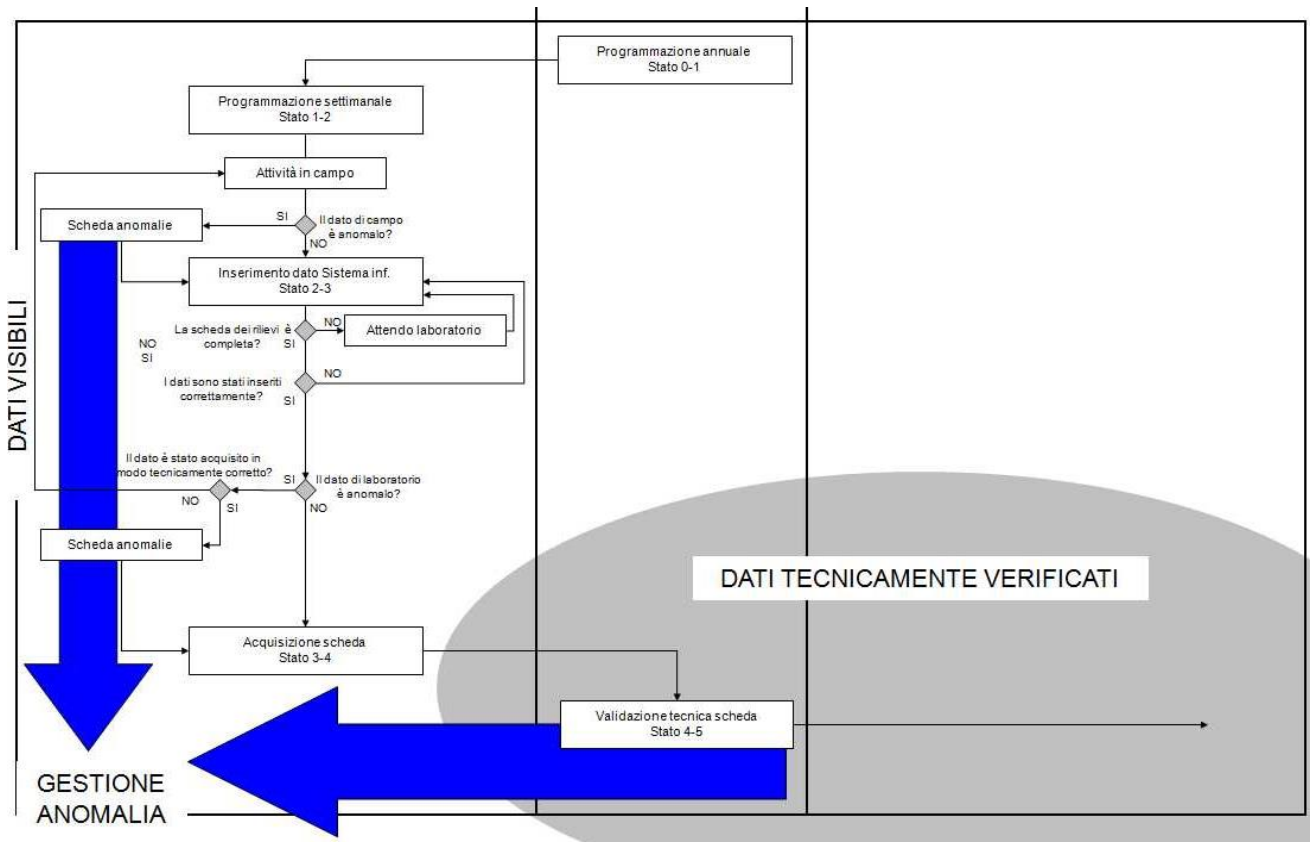 Programmazione annuale
Stato 0-1
Programmazione settimanale
Stato 1-2
Attività in campo
SI
Il dato di campo
è anomalo?
Scheda anomalie
NO
Inserimento dato Sistema inf.
Stato 2-3
La scheda dei rilievi è
completa?
NO
SI
Attendo laboratorio
NO
SI
I dati sono stati inseriti
correttamente?
NO
SI
DATI VISIBILI
Il dato è stato acquisito in
modo tecnicamente corretto?
SI
Il dato di laboratorio
è anomalo?
NO
SI
NO
Scheda anomalie
DATI TECNICAMENTE VERIFICATI
Acquisizione scheda
Stato 3-4
Validazione tecnica scheda
Stato 4-5
GESTIONE
ANOMALIA